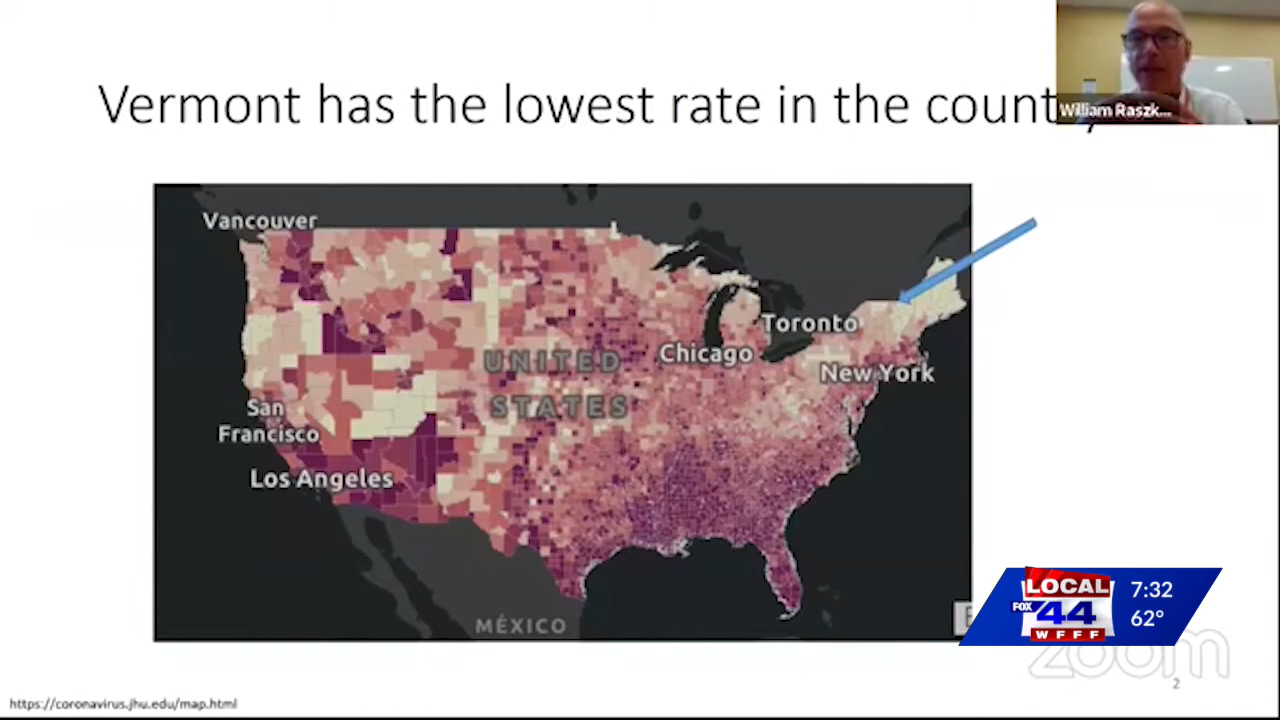 Vermont has the lowest rate in the count
William Raszk...
Vancouver
Toronto
Chicago
New York
UNITED
STATES
San
Francisco
Los Angeles
MÉXICO
LOCAL
FOX 44
WFFF
7:32
62°
zoom
2
https://coronavirus.jhu.edu/map.html